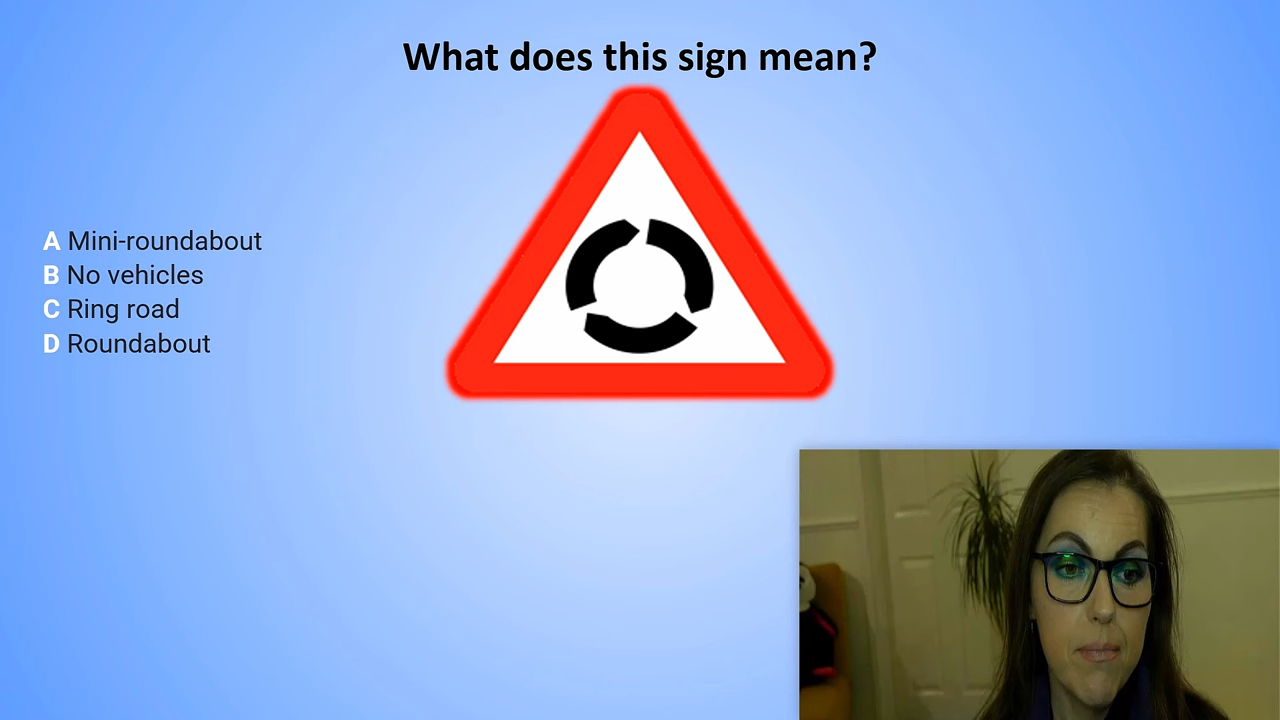 What does this sign mean?
A Mini-roundabout
B No vehicles
C Ring road
D Roundabout